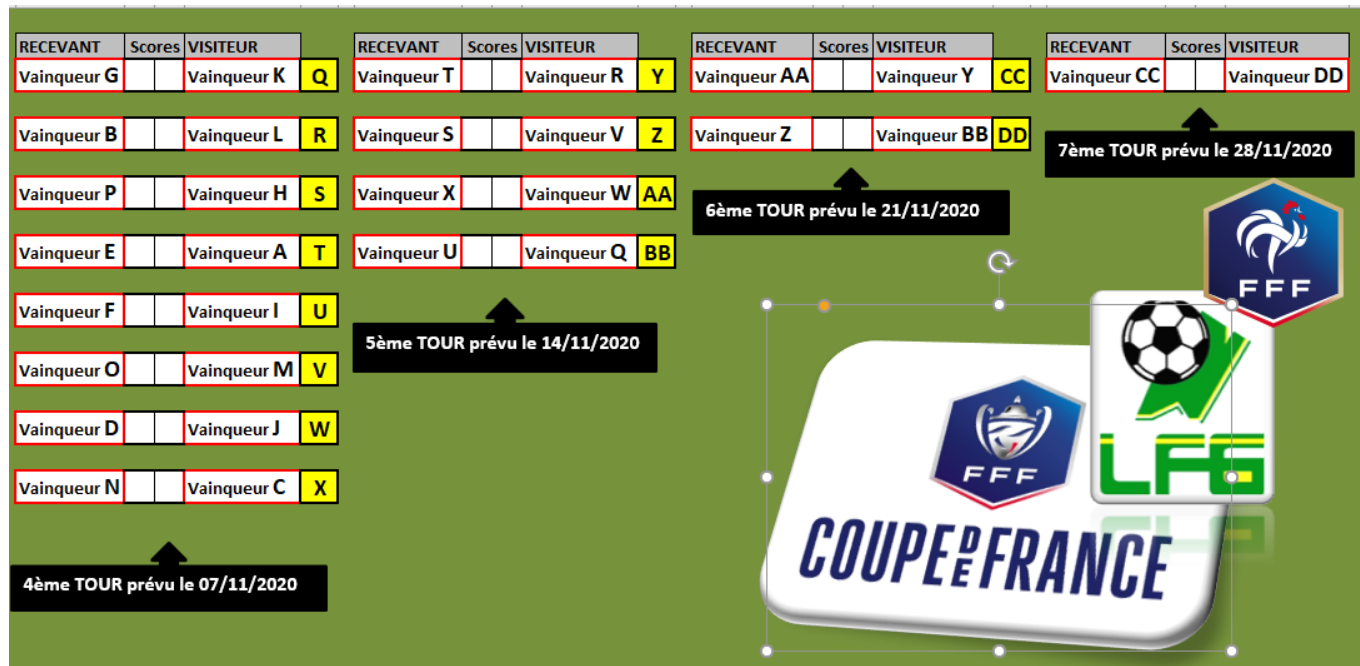 RECEVANT Scores VISITEUR
Vainqueur G Vainqueur K Q
Vainqueur B Vainqueur L R
Vainqueur P Vainqueur H S
Vainqueur E Vainqueur A T
Vainqueur F Vainqueur I U
Vainqueur O Vainqueur M V
Vainqueur D Vainqueur J W
Vainqueur N Vainqueur C X
4ème TOUR prévu le 07/11/2020
RECEVANT Scores VISITEUR
Vainqueur T Vainqueur R Y
Vainqueur S Vainqueur V Z
Vainqueur X Vainqueur W AA
Vainqueur U Vainqueur Q BB
5ème TOUR prévu le 14/11/2020
RECEVANT Scores VISITEUR
Vainqueur AA Vainqueur Y CC
Vainqueur Z Vainqueur BB DD
6ème TOUR prévu le 21/11/2020
RECEVANT Scores VISITEUR
Vainqueur CC Vainqueur DD
7ème TOUR prévu le 28/11/2020
FFF
LFG
FFF
COUPE DE FRANCE